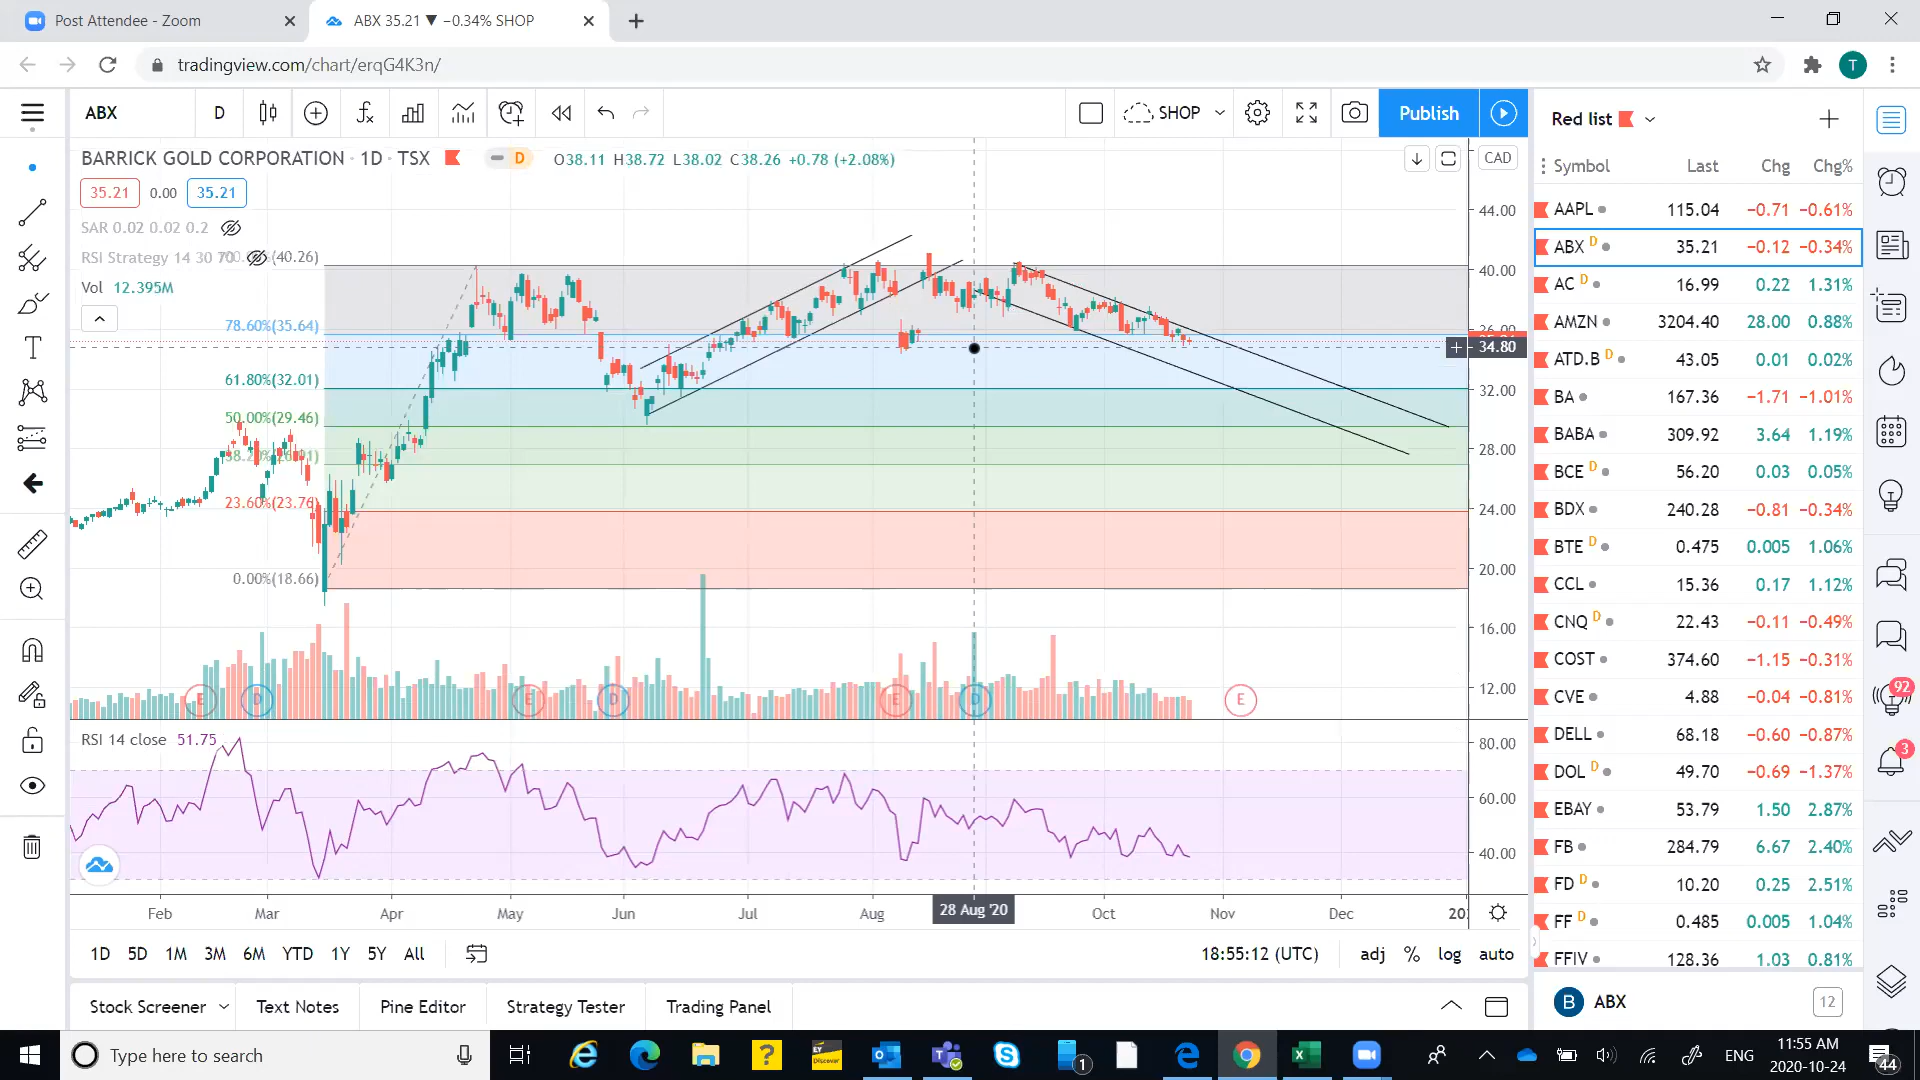 Post Attendee - Zoom
ABX 35.21 ▼ −0.34% SHOP
tradingview.com/chart/erqG4K3n/
T
ABX
D
SHOP
Publish
BARRICK GOLD CORPORATION · 1D · TSX
D
O38.11 H38.72 L38.02 C38.26 +0.78 (+2.08%)
CAD
35.21
0.00
35.21
SAR 0.02 0.02 0.2
RSI Strategy 14 30 70
(40.26)
Vol 12.395M
78.60%(35.64)
61.80%(32.01)
50.00%(29.46)
23.60%(23.76)
0.00%(18.66)
44.00
40.00
34.80
32.00
28.00
24.00
20.00
16.00
12.00
E
D
E
D
E
D
E
RSI 14 close 51.75
80.00
60.00
40.00
Feb
Mar
Apr
May
Jun
Jul
Aug
28 Aug '20
Oct
Nov
Dec
1D
5D
1M
3M
6M
YTD
1Y
5Y
All
18:55:12 (UTC)
adj
%
log
auto
Stock Screener
Text Notes
Pine Editor
Strategy Tester
Trading Panel
Red list
Symbol Last Chg Chg%
AAPL 115.04 −0.71 −0.61%
ABX D 35.21 −0.12 −0.34%
AC D 16.99 0.22 1.31%
AMZN 3204.40 28.00 0.88%
ATD.B D 43.05 0.01 0.02%
BA 167.36 −1.71 −1.01%
BABA 309.92 3.64 1.19%
BCE D 56.20 0.03 0.05%
BDX 240.28 −0.81 −0.34%
BTE D 0.475 0.005 1.06%
CCL 15.36 0.17 1.12%
CNQ D 22.43 −0.11 −0.49%
COST 374.60 −1.15 −0.31%
CVE 4.88 −0.04 −0.81%
DELL 68.18 −0.60 −0.87%
DOL D 49.70 −0.69 −1.37%
EBAY 53.79 1.50 2.87%
FB 284.79 6.67 2.40%
FD D 10.20 0.25 2.51%
FF D 0.485 0.005 1.04%
FFIV 128.36 1.03 0.81%
B ABX 12
92
3
Type here to search
EY
Discover
1
ENG
11:55 AM
2020-10-24
44